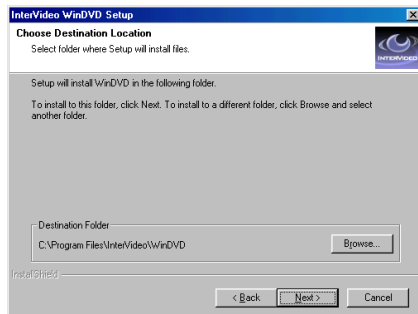 InterVideo WinDVD Setup
Choose Destination Location
Select folder where Setup will install files.
INTERVIDEO
Setup will install WinDVD in the following folder.
To install to this folder, click Next. To install to a different folder, click Browse and select
another folder.
Destination Folder
C:\Program Files\InterVideo\WinDVD
Browse...
InstallShield
< Back
Next >
Cancel